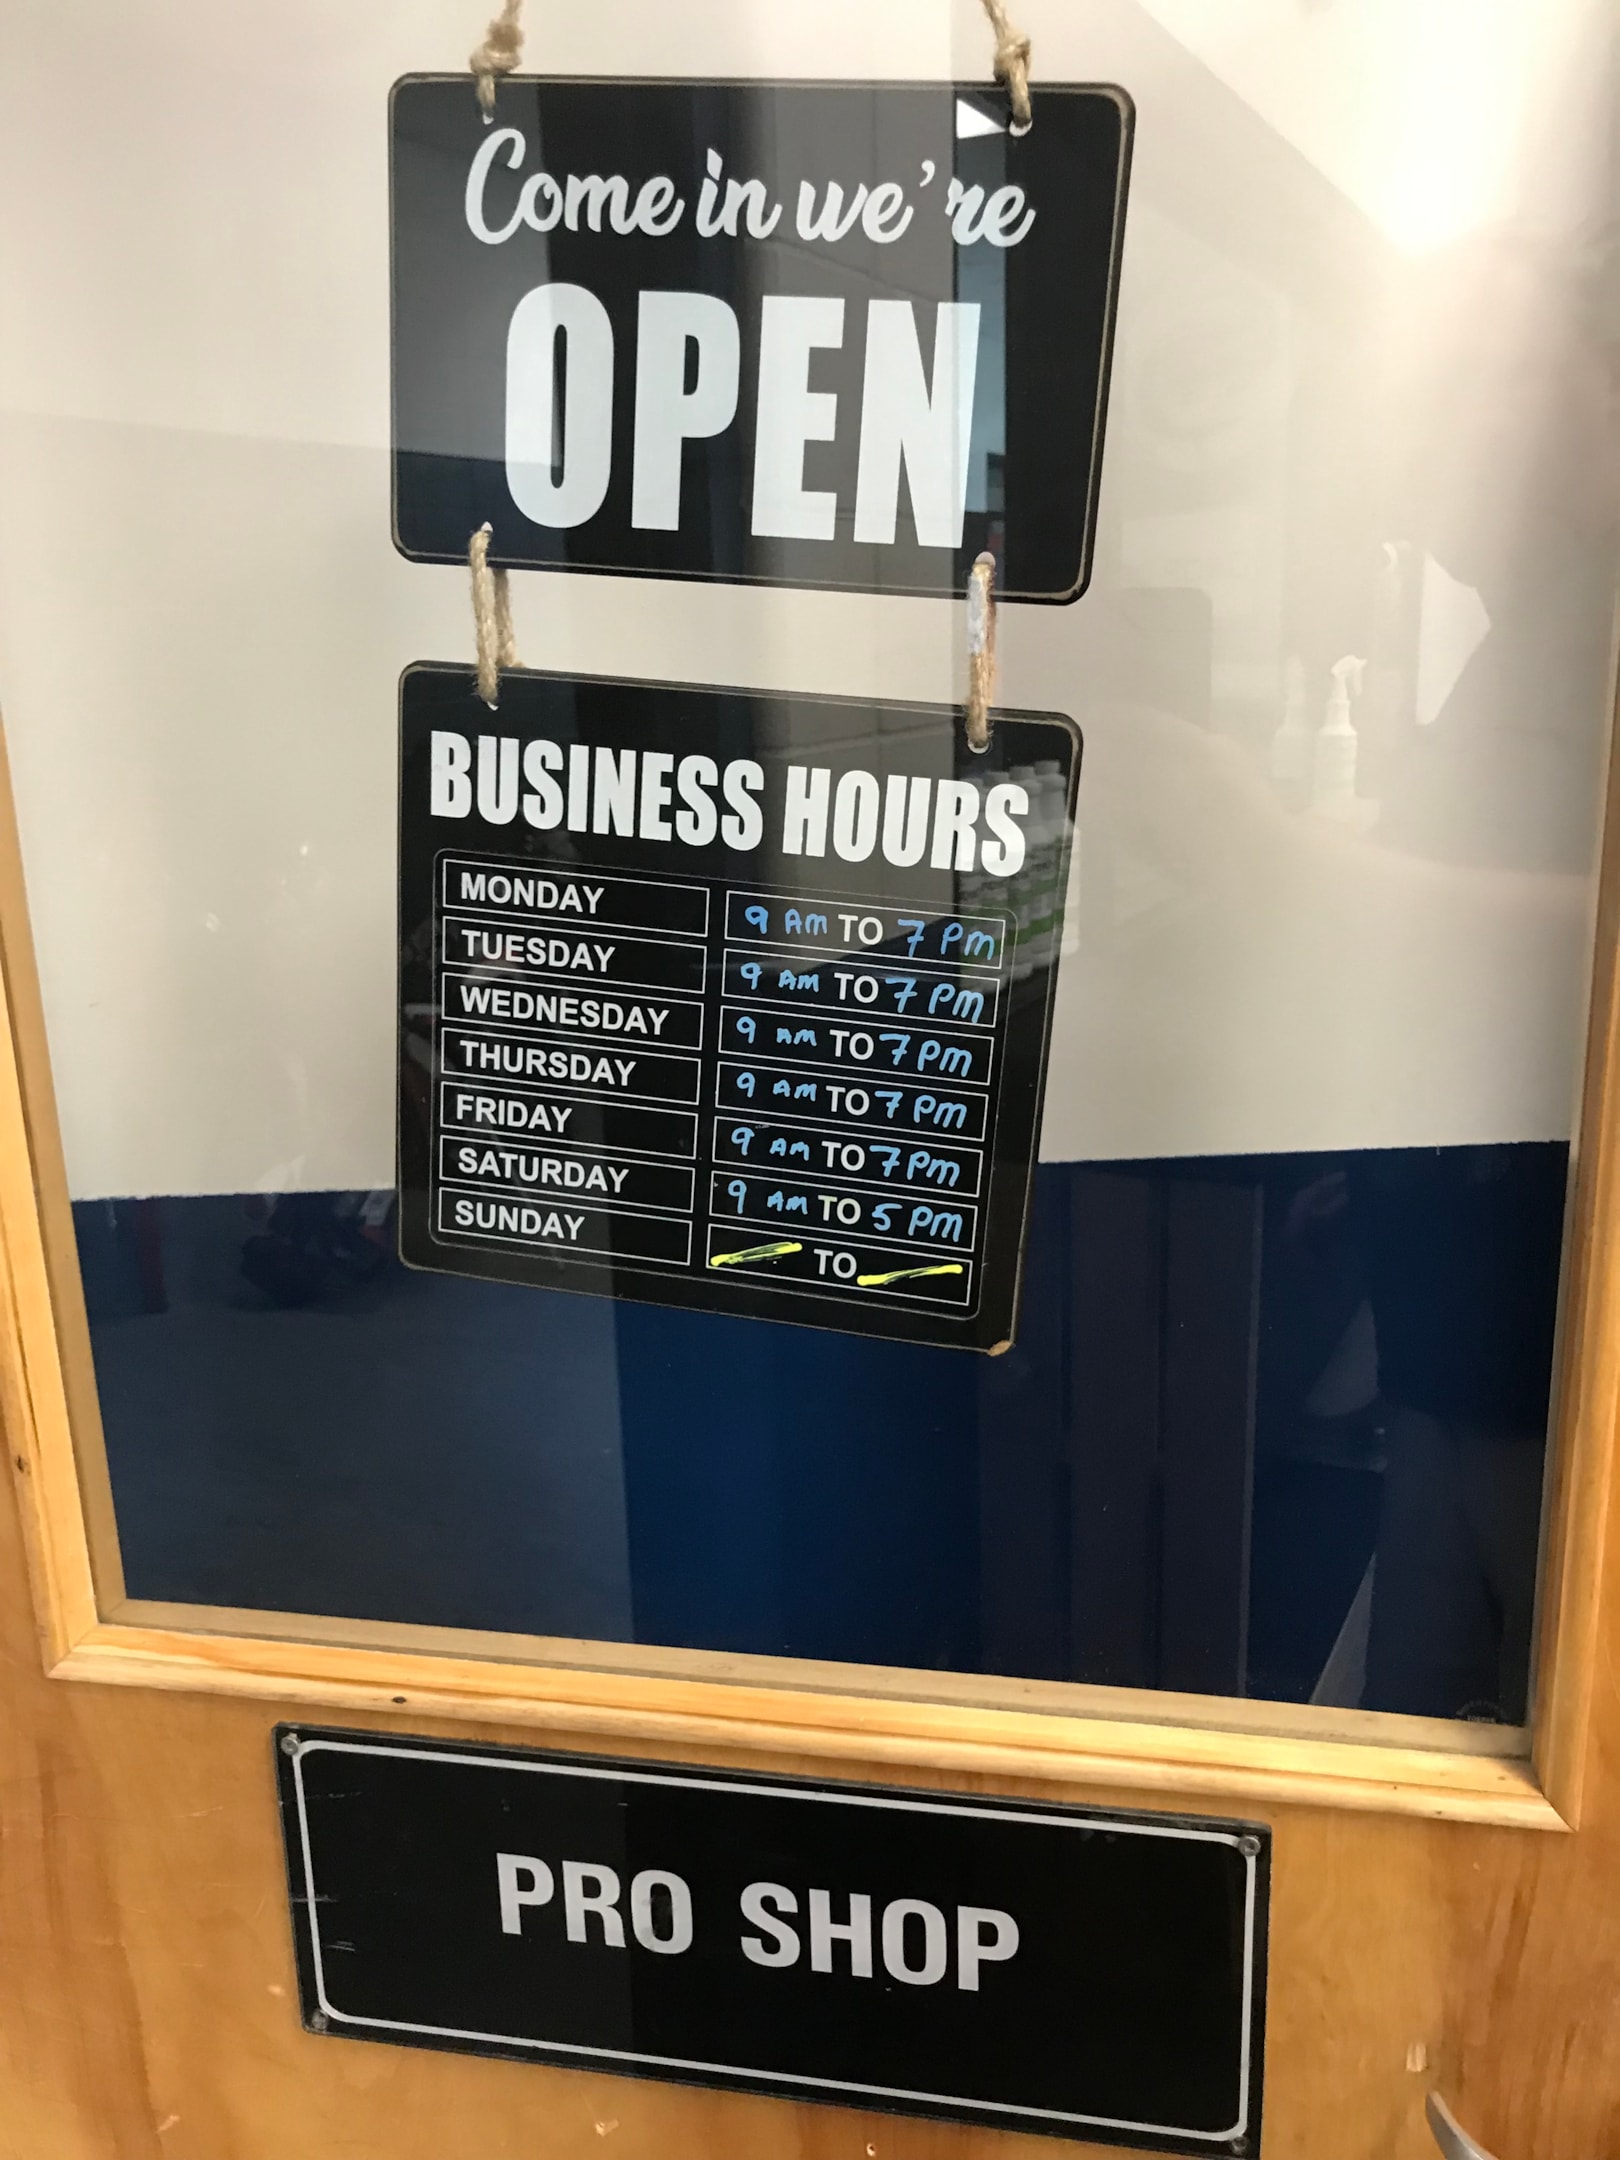 Come in we're
OPEN
BUSINESS HOURS
MONDAY 9 AM TO 7 PM
TUESDAY 9 AM TO 7 PM
WEDNESDAY 9 AM TO 7 PM
THURSDAY 9 AM TO 7 PM
FRIDAY 9 AM TO 7 PM
SATURDAY 9 AM TO 5 PM
SUNDAY TO
PRO SHOP